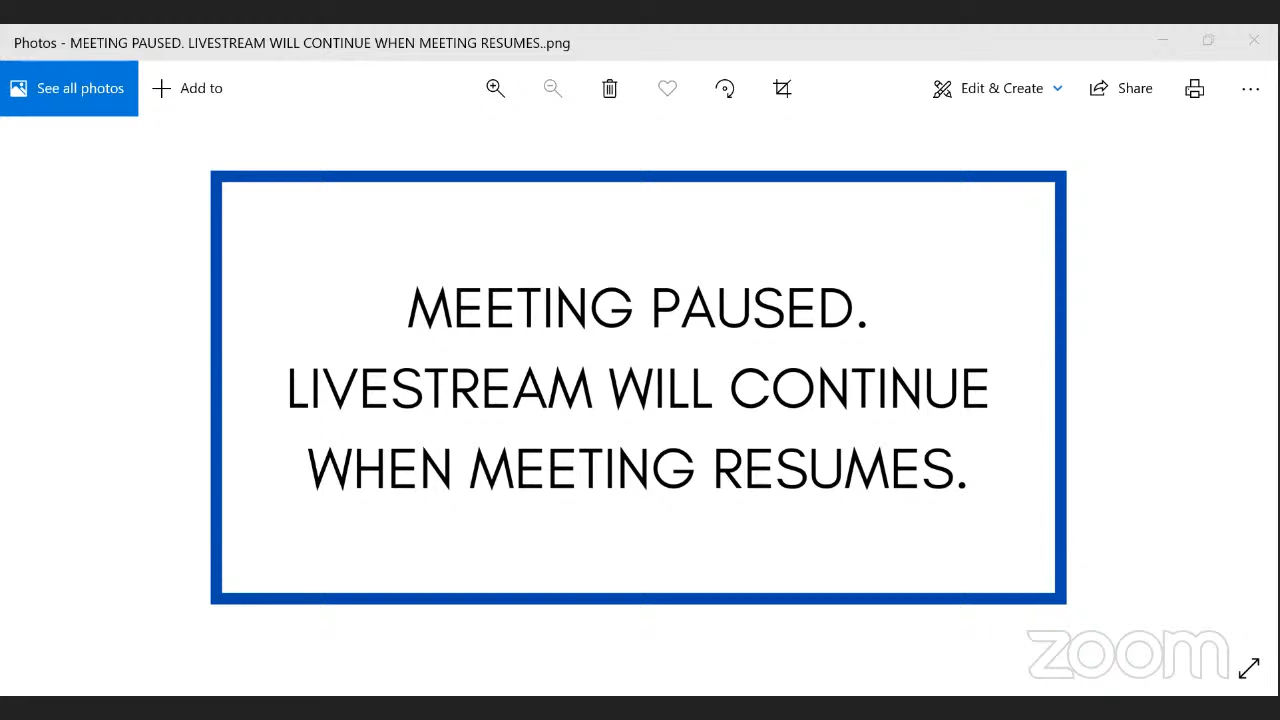 Photos - MEETING PAUSED. LIVESTREAM WILL CONTINUE WHEN MEETING RESUMES..png
See all photos
Add to
Edit & Create
Share
MEETING PAUSED.
LIVESTREAM WILL CONTINUE
WHEN MEETING RESUMES.
zoom